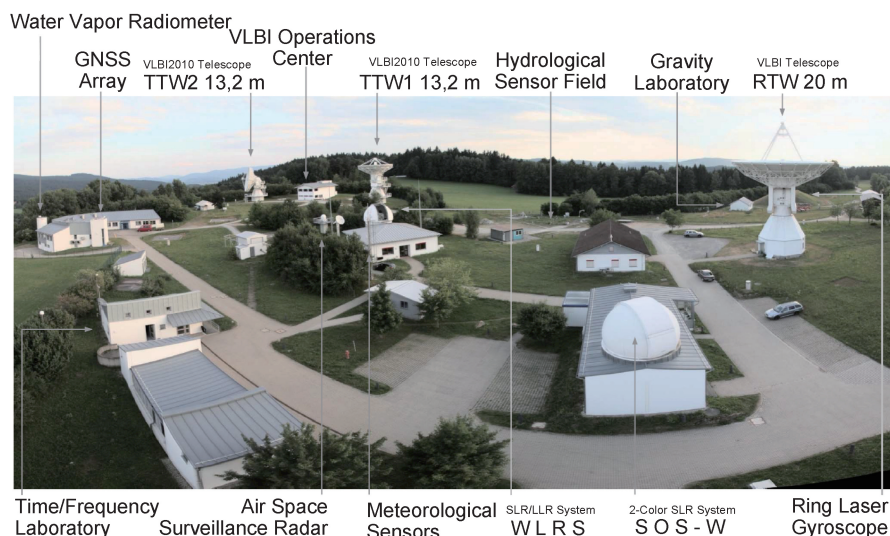 Water Vapor Radiometer
GNSS
Array
VLBI2010 Telescope
TTW2 13,2 m
VLBI Operations
Center
VLBI2010 Telescope
TTW1 13,2 m
Hydrological
Sensor Field
Gravity
Laboratory
VLBI Telescope
RTW 20 m
Time/Frequency
Laboratory
Air Space
Surveillance Radar
Meteorological
Sensors
SLR/LLR System
W L R S
2-Color SLR System
S O S - W
Ring Laser
Gyroscope